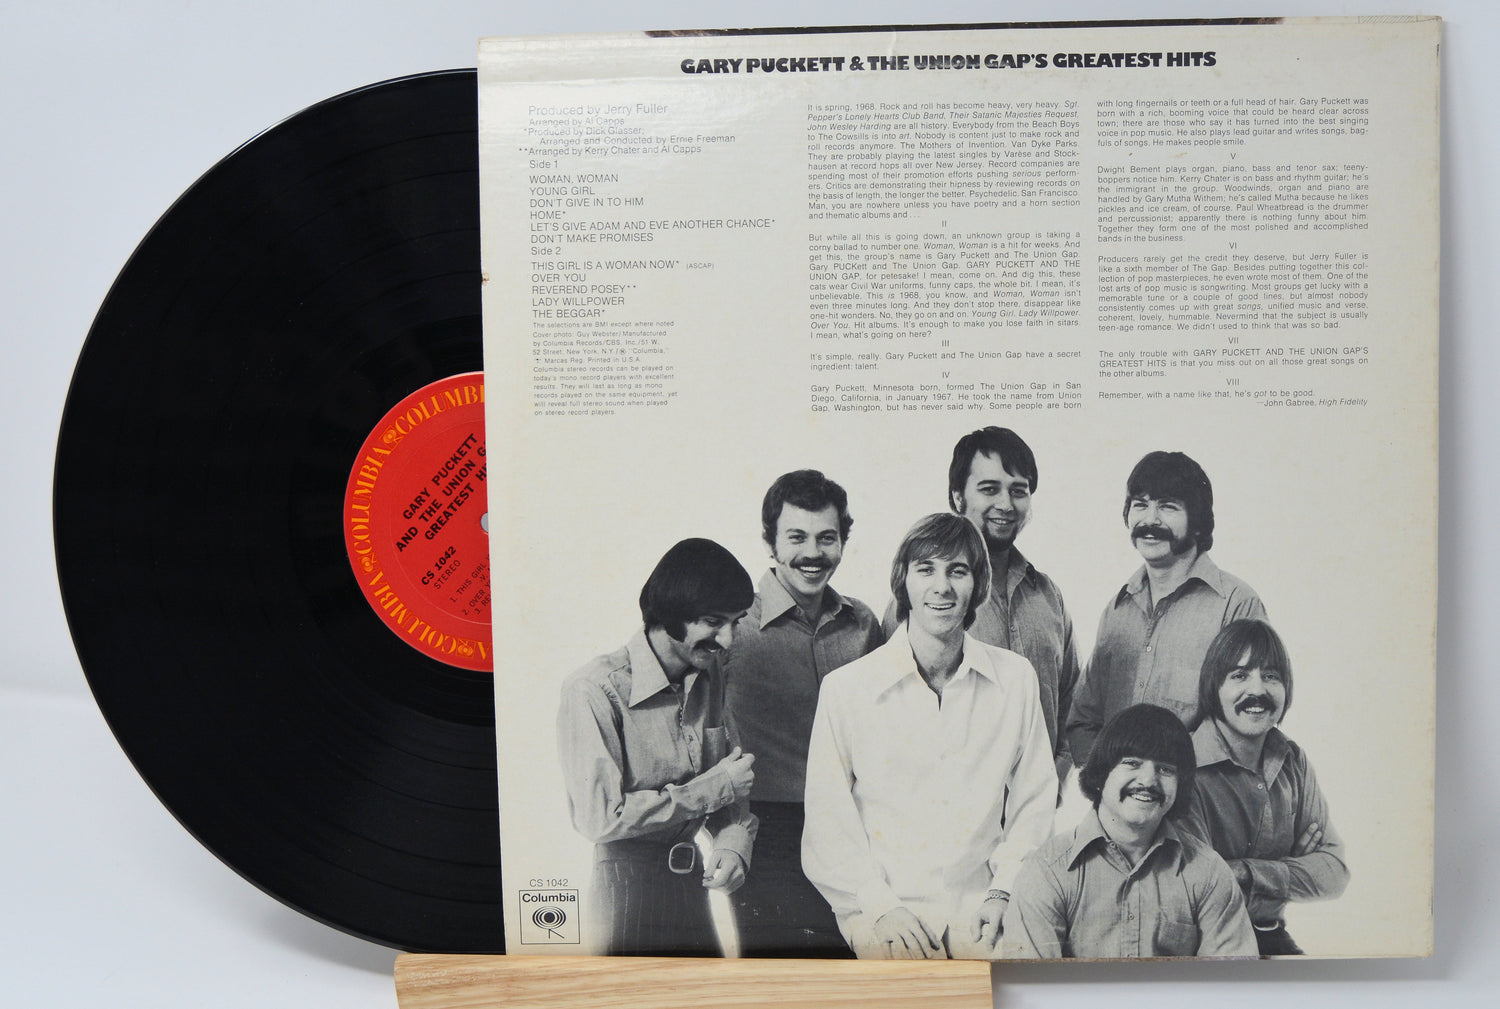 GARY PUCKETT & THE UNION GAP'S GREATEST HITS
Produced by Jerry Fuller
Arranged by Al Capps
*Produced by Dick Glasser;
Arranged and Conducted by Ernie Freeman
**Arranged by Kerry Chater and Al Capps
Side 1
WOMAN, WOMAN
YOUNG GIRL
DON'T GIVE IN TO HIM
HOME*
LET'S GIVE ADAM AND EVE ANOTHER CHANCE*
DON'T MAKE PROMISES
Side 2
THIS GIRL IS A WOMAN NOW* (ASCAP)
OVER YOU
REVEREND POSEY**
LADY WILLPOWER
THE BEGGAR*
The selections are BMI except where noted
Cover photo: Guy Webster/Manufactured
by Columbia Records/CBS, Inc./51 W.
52 Street, New York, N.Y./® "Columbia,"
Marcas Reg. Printed in U.S.A.
Columbia stereo records can be played on
today's mono record players with excellent
results. They will last as long as mono
records played on the same equipment, yet
will reveal full stereo sound when played
on stereo record players.
It is spring, 1968. Rock and roll has become heavy, very heavy. Sgt.
Pepper's Lonely Hearts Club Band, Their Satanic Majesties Request,
John Wesley Harding are all history. Everybody from the Beach Boys
to The Cowsills is into art. Nobody is content just to make rock and
roll records anymore. The Mothers of Invention. Van Dyke Parks.
They are probably playing the latest singles by Varèse and Stock-
hausen at record hops all over New Jersey. Record companies are
spending most of their promotion efforts pushing serious perform-
ers. Critics are demonstrating their hipness by reviewing records on
the basis of length, the longer the better. Psychedelic. San Francisco.
Man, you are nowhere unless you have poetry and a horn section
and thematic albums and . . .
II
But while all this is going down, an unknown group is taking a
corny ballad to number one. Woman, Woman is a hit for weeks. And
get this, the group's name is Gary Puckett and The Union Gap.
Gary PUCKett and The Union Gap. GARY PUCKETT AND THE
UNION GAP, for petesake! I mean, come on. And dig this, these
cats wear Civil War uniforms, funny caps, the whole bit. I mean, it's
unbelievable. This is 1968, you know, and Woman, Woman isn't
even three minutes long. And they don't stop there, disappear like
one-hit wonders. No, they go on and on. Young Girl. Lady Willpower.
Over You. Hit albums. It's enough to make you lose faith in sitars.
I mean, what's going on here?
III
It's simple, really. Gary Puckett and The Union Gap have a secret
ingredient: talent.
IV
Gary Puckett, Minnesota born, formed The Union Gap in San
Diego, California, in January 1967. He took the name from Union
Gap, Washington, but has never said why. Some people are born
with long fingernails or teeth or a full head of hair. Gary Puckett was
born with a rich, booming voice that could be heard clear across
town; there are those who say it has turned into the best singing
voice in pop music. He also plays lead guitar and writes songs, bag-
fuls of songs. He makes people smile.
V
Dwight Bement plays organ, piano, bass and tenor sax; teeny-
boppers notice him. Kerry Chater is on bass and rhythm guitar; he's
the immigrant in the group. Woodwinds, organ and piano are
handled by Gary Mutha Withem; he's called Mutha because he likes
pickles and ice cream, of course. Paul Wheatbread is the drummer
and percussionist; apparently there is nothing funny about him.
Together they form one of the most polished and accomplished
bands in the business.
VI
Producers rarely get the credit they deserve, but Jerry Fuller is
like a sixth member of The Gap. Besides putting together this col-
lection of pop masterpieces, he even wrote most of them. One of the
lost arts of pop music is songwriting. Most groups get lucky with a
memorable tune or a couple of good lines, but almost nobody
consistently comes up with great songs, unified music and verse,
coherent, lovely, hummable. Nevermind that the subject is usually
teen-age romance. We didn't used to think that was so bad.
VII
The only trouble with GARY PUCKETT AND THE UNION GAP'S
GREATEST HITS is that you miss out on all those great songs on
the other albums.
VIII
Remember, with a name like that, he's got to be good.
—John Gabree, High Fidelity
CS 1042
Columbia
COLUMBIA COLUMBIA COLUMBIA
GARY PUCKETT
AND THE UNION G
GREATEST HI
CS 1042
STEREO
1. THIS GIRL
2. OVER Y
3. RE